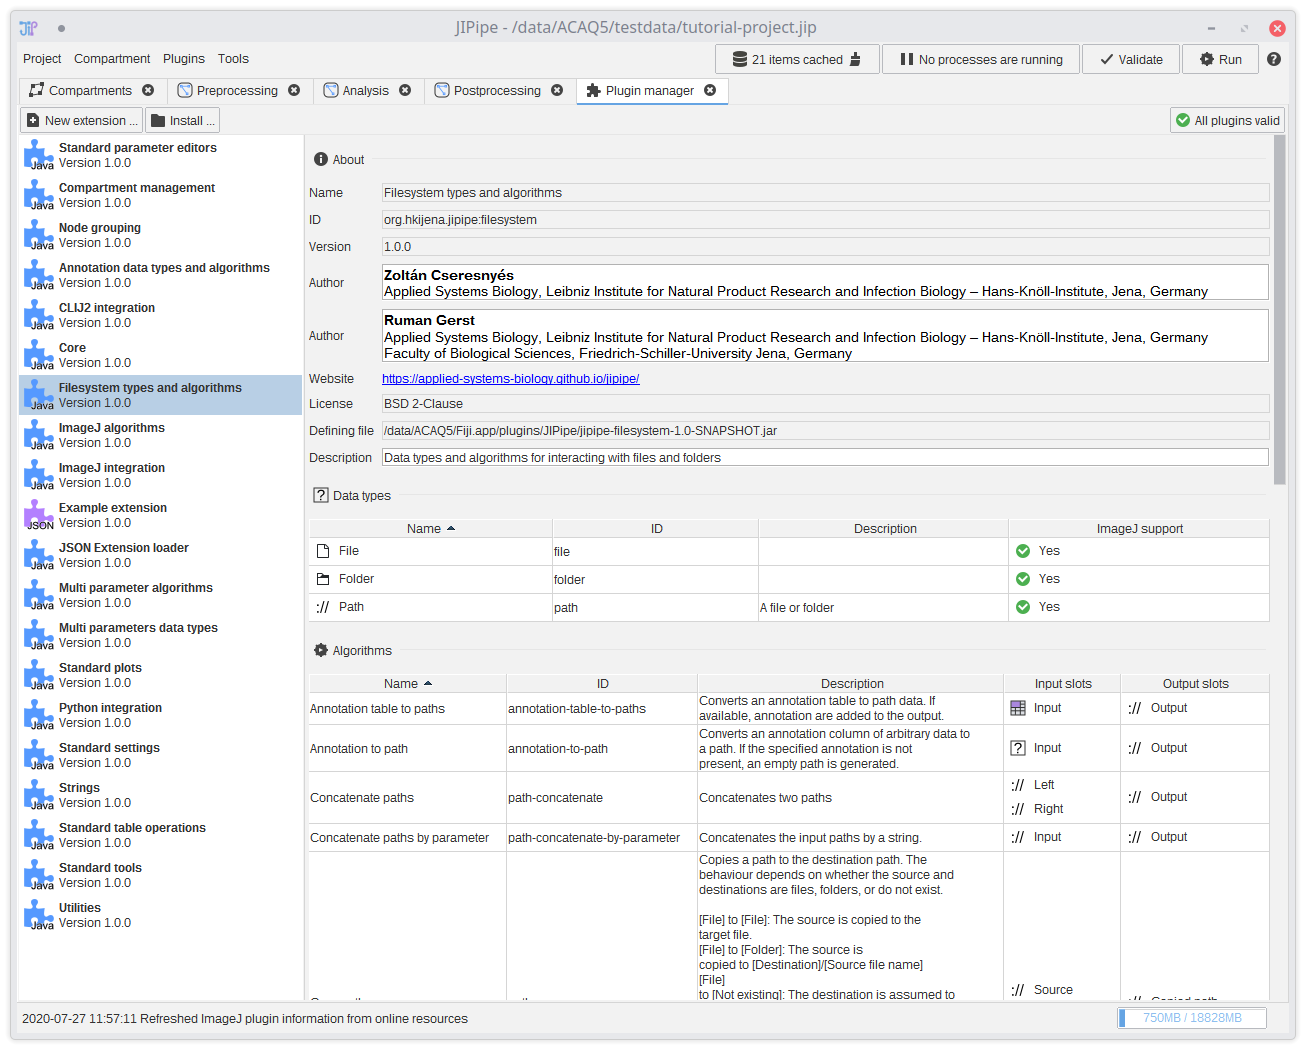 JIPipe - /data/ACAQ5/testdata/tutorial-project.jip
Project Compartment Plugins Tools
21 items cached
No processes are running
Validate
Run
Compartments
Preprocessing
Analysis
Postprocessing
Plugin manager
New extension ...
Install ...
All plugins valid
Standard parameter editors
Version 1.0.0
Java
Compartment management
Version 1.0.0
Java
Node grouping
Version 1.0.0
Java
Annotation data types and algorithms
Version 1.0.0
Java
CLIJ2 integration
Version 1.0.0
Java
Core
Version 1.0.0
Java
Filesystem types and algorithms
Version 1.0.0
Java
ImageJ algorithms
Version 1.0.0
Java
ImageJ integration
Version 1.0.0
Java
Example extension
Version 1.0.0
JSON
JSON Extension loader
Version 1.0.0
Java
Multi parameter algorithms
Version 1.0.0
Java
Multi parameters data types
Version 1.0.0
Java
Standard plots
Version 1.0.0
Java
Python integration
Version 1.0.0
Java
Standard settings
Version 1.0.0
Java
Strings
Version 1.0.0
Java
Standard table operations
Version 1.0.0
Java
Standard tools
Version 1.0.0
Java
Utilities
Version 1.0.0
Java
About
Name Filesystem types and algorithms
ID org.hkijena.jipipe:filesystem
Version 1.0.0
Author Zoltán Cseresnyés
Applied Systems Biology, Leibniz Institute for Natural Product Research and Infection Biology – Hans-Knöll-Institute, Jena, Germany
Author Ruman Gerst
Applied Systems Biology, Leibniz Institute for Natural Product Research and Infection Biology – Hans-Knöll-Institute, Jena, Germany
Faculty of Biological Sciences, Friedrich-Schiller-University Jena, Germany
Website https://applied-systems-biology.github.io/jipipe/
License BSD 2-Clause
Defining file /data/ACAQ5/Fiji.app/plugins/JIPipe/jipipe-filesystem-1.0-SNAPSHOT.jar
Description Data types and algorithms for interacting with files and folders
Data types
Name ID Description ImageJ support
File file Yes
Folder folder Yes
:// Path path A file or folder Yes
Algorithms
Name ID Description Input slots Output slots
Annotation table to paths annotation-table-to-paths Converts an annotation table to path data. If
available, annotation are added to the output. Input :// Output
Annotation to path annotation-to-path Converts an annotation column of arbitrary data to
a path. If the specified annotation is not
present, an empty path is generated. Input :// Output
Concatenate paths path-concatenate Concatenates two paths :// Left
:// Right :// Output
Concatenate paths by parameter path-concatenate-by-parameter Concatenates the input paths by a string. :// Input :// Output
Copies a path to the destination path. The
behaviour depends on whether the source and
destinations are files, folders, or do not exist.
[File] to [File]: The source is copied to the
target file.
[File] to [Folder]: The source is
copied to [Destination]/[Source file name]
[File]
to [Not existing]: The destination is assumed to
:// Source
2020-07-27 11:57:11 Refreshed ImageJ plugin information from online resources
750MB / 18828MB